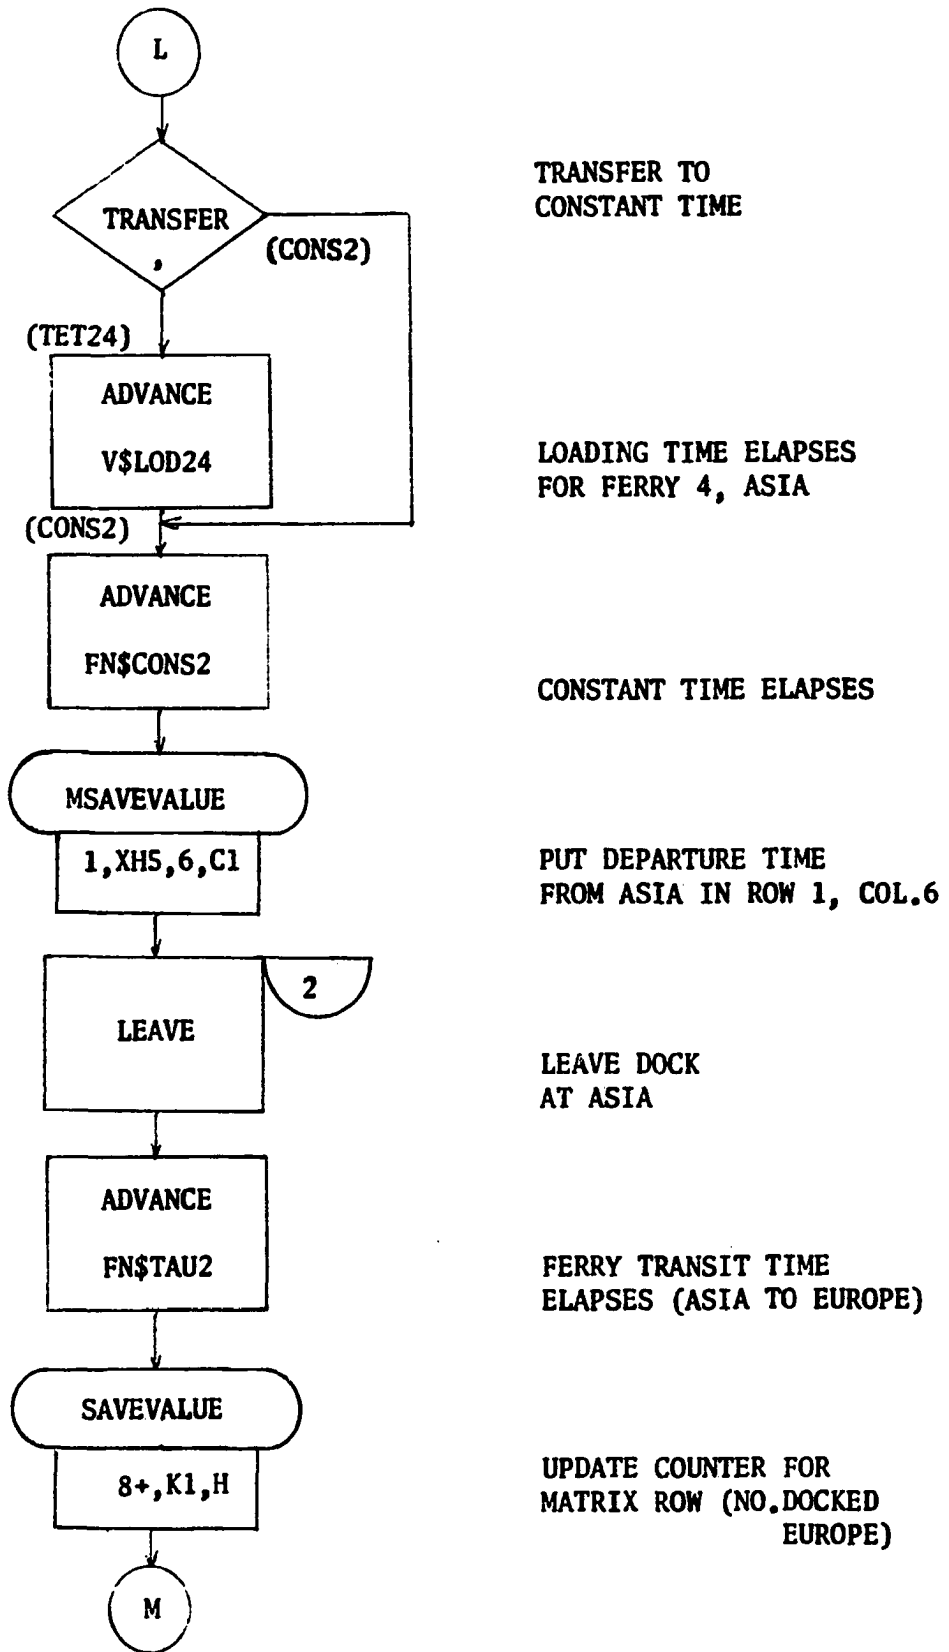 L
TRANSFER TO
CONSTANT TIME
TRANSFER
,
(CONS2)
(TET24)
ADVANCE
V$LOD24
LOADING TIME ELAPSES
FOR FERRY 4, ASIA
(CONS2)
ADVANCE
FN$CONS2
CONSTANT TIME ELAPSES
MSAVEVALUE
1,XH5,6,C1
PUT DEPARTURE TIME
FROM ASIA IN ROW 1, COL.6
2
LEAVE
LEAVE DOCK
AT ASIA
ADVANCE
FN$TAU2
FERRY TRANSIT TIME
ELAPSES (ASIA TO EUROPE)
SAVEVALUE
8+,K1,H
UPDATE COUNTER FOR
MATRIX ROW (NO.DOCKED
EUROPE)
M